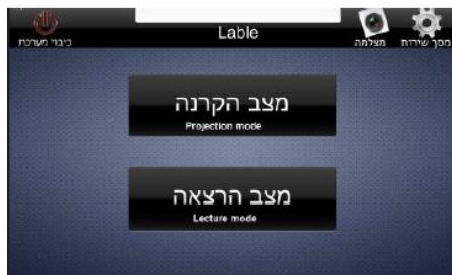 כיבוי מערכת
Lable
מצלמה
מסך שירות
מצב הקרנה
Projection mode
מצב הרצאה
Lecture mode